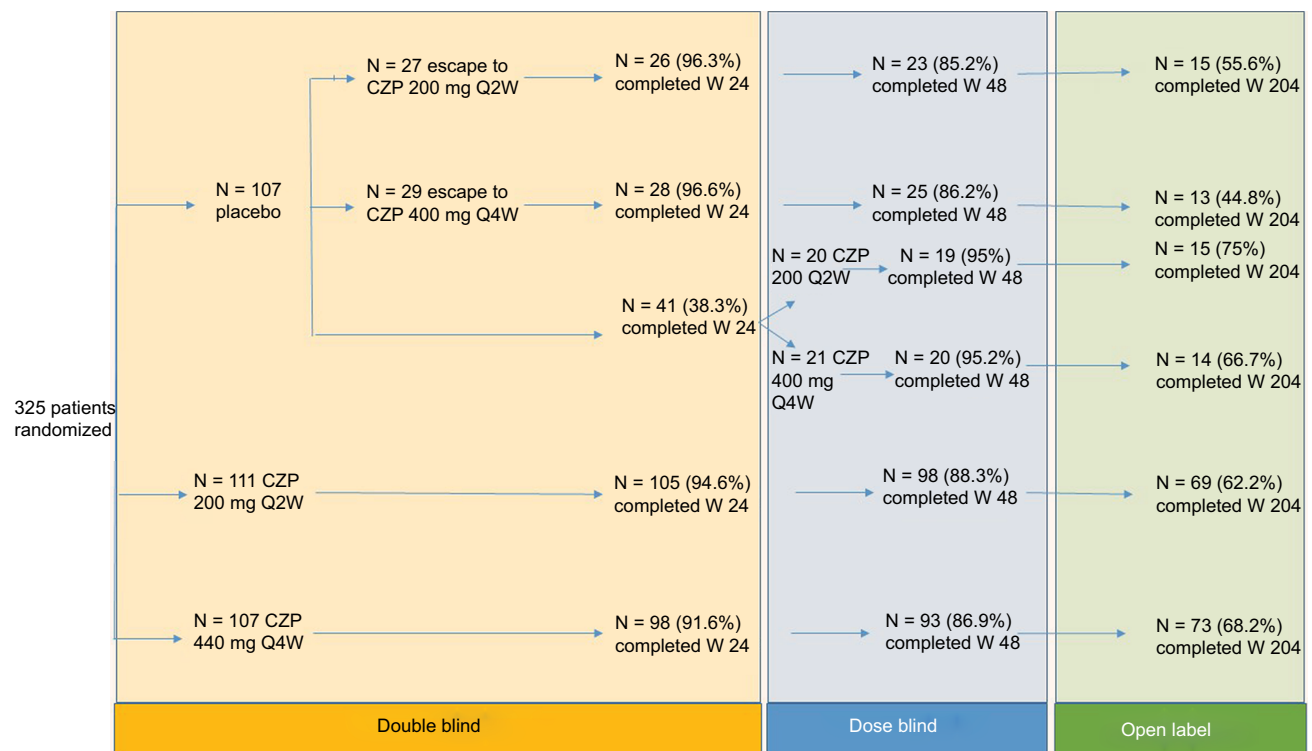 325 patients
randomized
N = 107
placebo
N = 27 escape to
CZP 200 mg Q2W
N = 26 (96.3%)
completed W 24
N = 23 (85.2%)
completed W 48
N = 15 (55.6%)
completed W 204
N = 29 escape to
CZP 400 mg Q4W
N = 28 (96.6%)
completed W 24
N = 25 (86.2%)
completed W 48
N = 13 (44.8%)
completed W 204
N = 41 (38.3%)
completed W 24
N = 20 CZP
200 Q2W
N = 19 (95%)
completed W 48
N = 15 (75%)
completed W 204
N = 21 CZP
400 mg
Q4W
N = 20 (95.2%)
completed W 48
N = 14 (66.7%)
completed W 204
N = 111 CZP
200 mg Q2W
N = 105 (94.6%)
completed W 24
N = 98 (88.3%)
completed W 48
N = 69 (62.2%)
completed W 204
N = 107 CZP
440 mg Q4W
N = 98 (91.6%)
completed W 24
N = 93 (86.9%)
completed W 48
N = 73 (68.2%)
completed W 204
Double blind
Dose blind
Open label